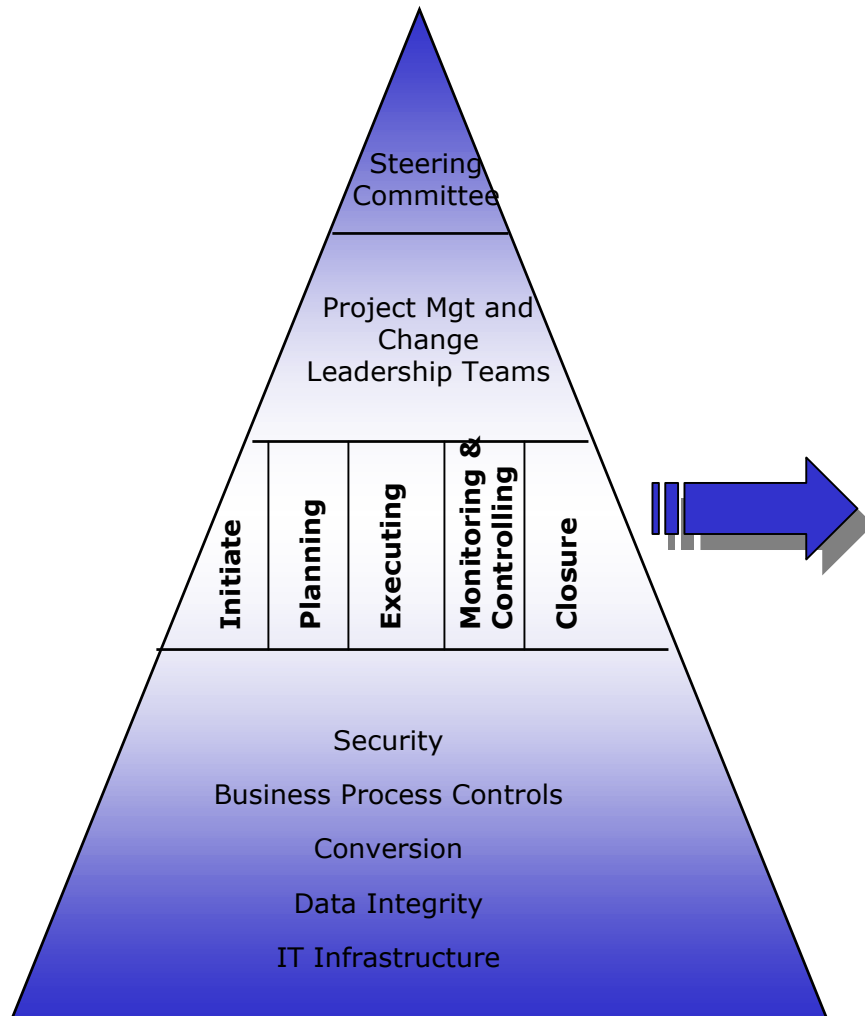 Steering
Committee
Project Mgt and
Change
Leadership Teams
Initiate
Planning
Executing
Monitoring &
Controlling
Closure
Security
Business Process Controls
Conversion
Data Integrity
IT Infrastructure